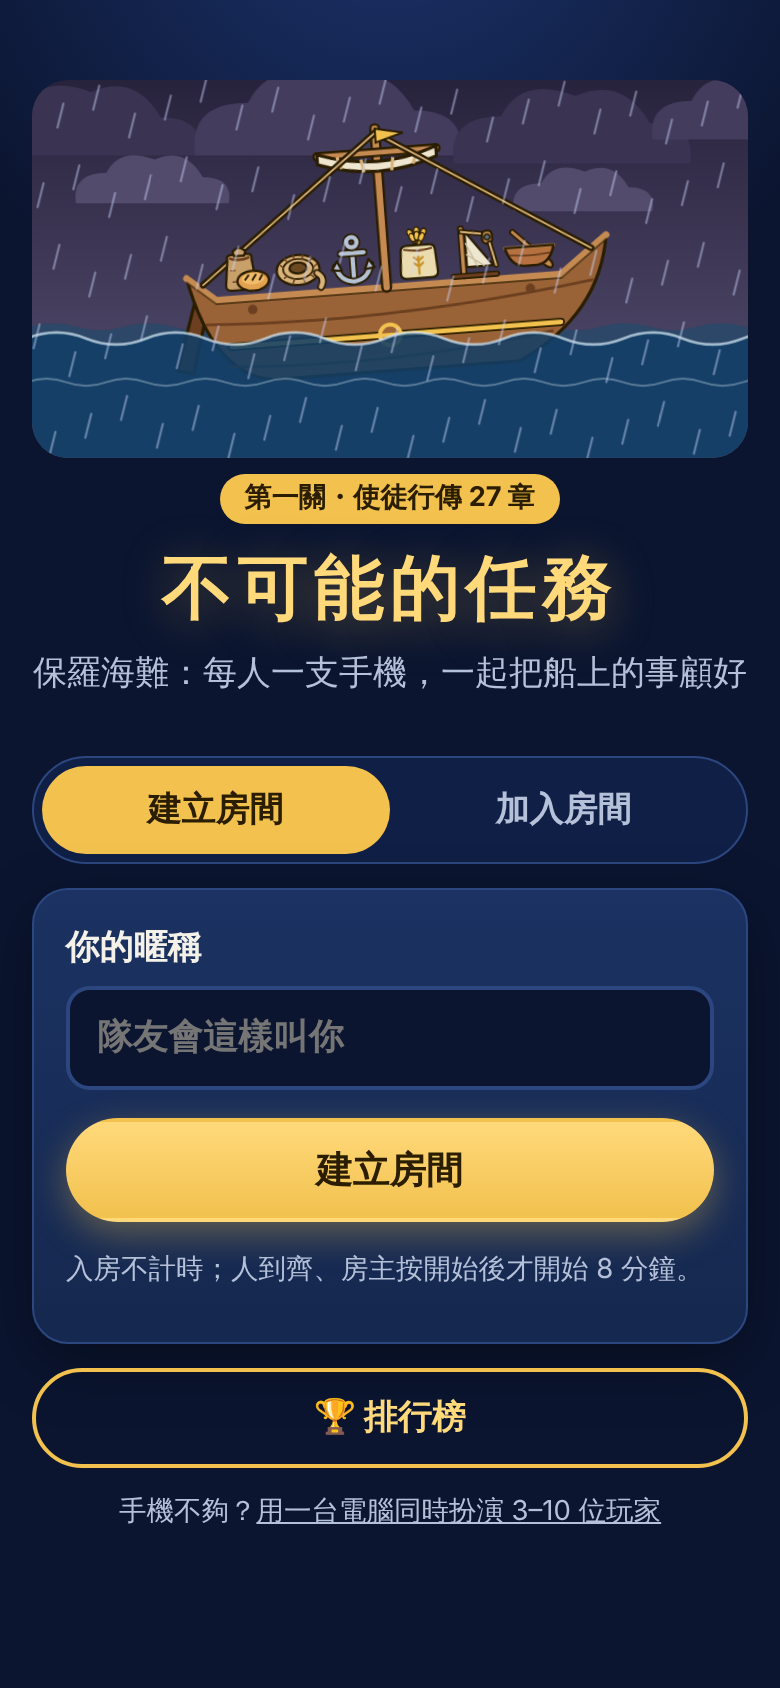 第一關・使徒行傳 27 章
不可能的任務
保羅海難：每人一支手機，一起把船上的事顧好
建立房間
加入房間
你的暱稱
隊友會這樣叫你
建立房間
入房不計時；人到齊、房主按開始後才開始 8 分鐘。
🏆 排行榜
手機不夠？用一台電腦同時扮演 3–10 位玩家